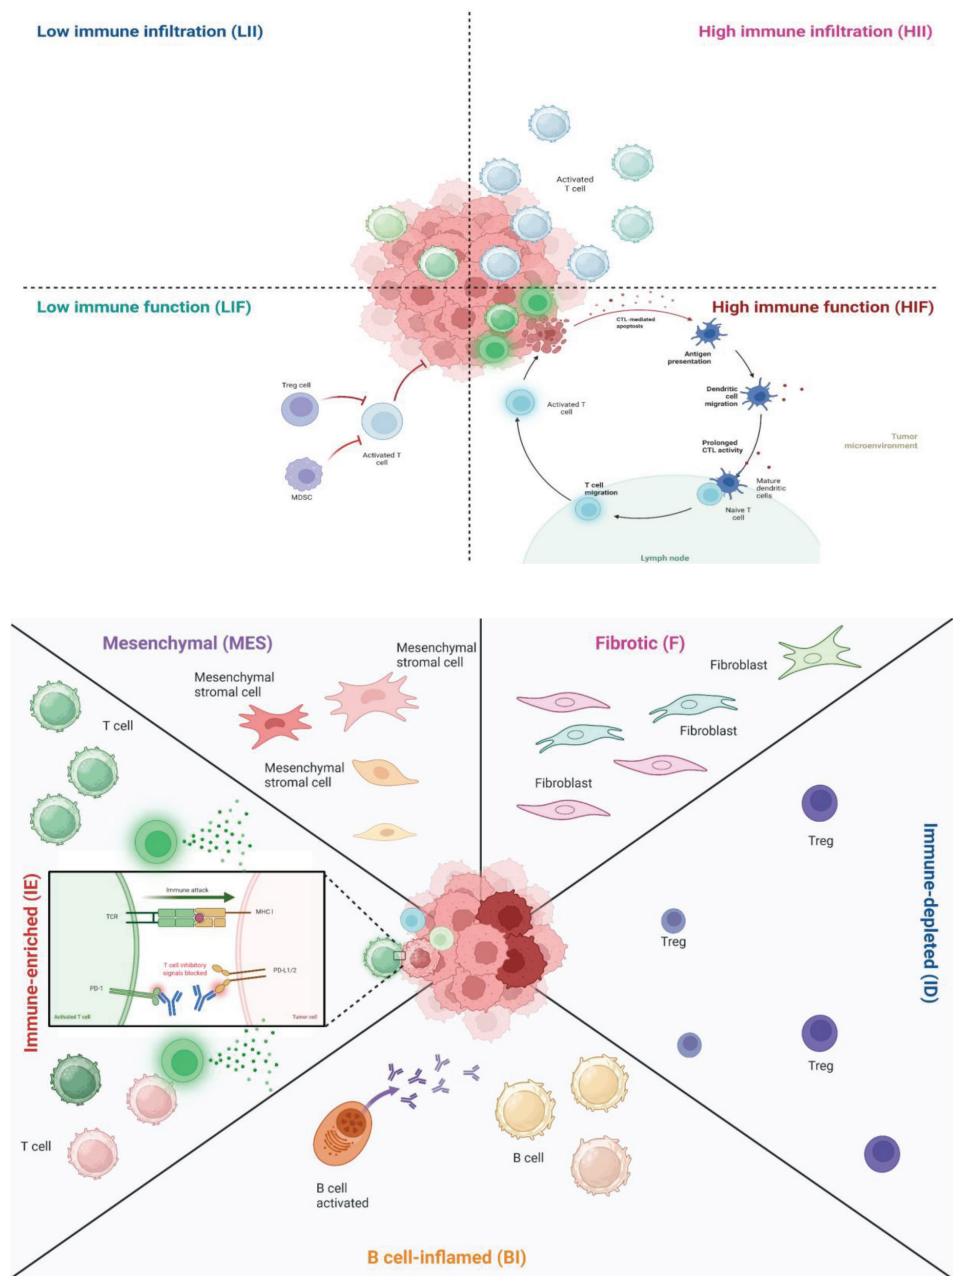 Low immune infiltration (LII)
High immune infiltration (HII)
Activated
T cell
Low immune function (LIF)
High immune function (HIF)
CTL-mediated
apoptosis
Antigen
presentation
Treg cell
Activated T
cell
MDSC
Activated T
cell
Dendritic
cell
migration
Tumor
microenvironment
Prolonged
CTL activity
T cell
migration
Mature
dendritic
cells
Naive T
cell
Lymph node
Mesenchymal (MES)
Fibrotic (F)
Mesenchymal
stromal cell
Mesenchymal
stromal cell
Mesenchymal
stromal cell
Fibroblast
Fibroblast
Fibroblast
T cell
Immune-enriched (IE)
Immune attack
TCR
MHC I
T cell inhibitory
signals blocked
PD-L1/2
PD-1
Activated T cell
Tumor cell
T cell
Treg
Treg
Treg
Immune-depleted (ID)
B cell
activated
B cell
B cell-inflamed (BI)